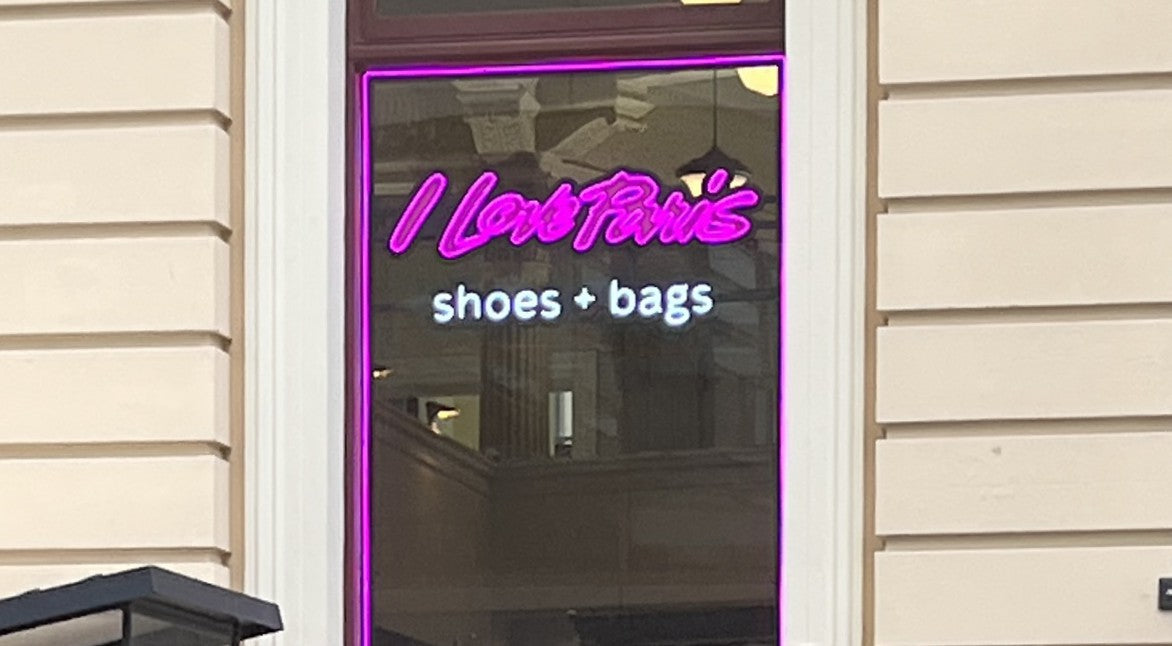 I Love Paris
shoes + bags